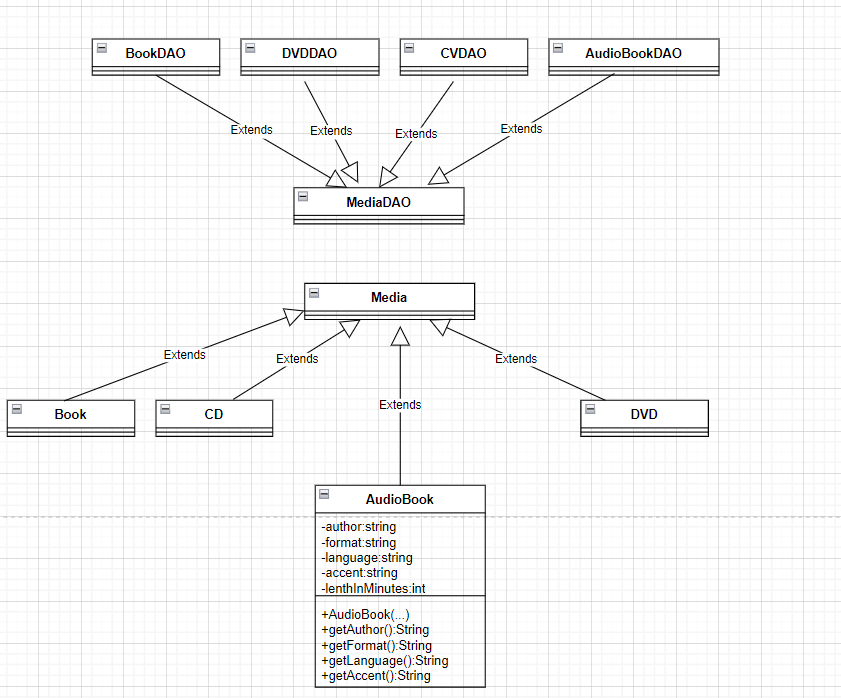 BookDAO
DVDDAO
CVDAO
AudioBookDAO
Extends
Extends
Extends
Extends
MediaDAO
Media
Extends
Extends
Extends
Extends
Book
CD
DVD
AudioBook
-author:string
-format:string
-language:string
-accent:string
-lenthInMinutes:int
+AudioBook(...)
+getAuthor():String
+getFormat():String
+getLanguage():String
+getAccent():String